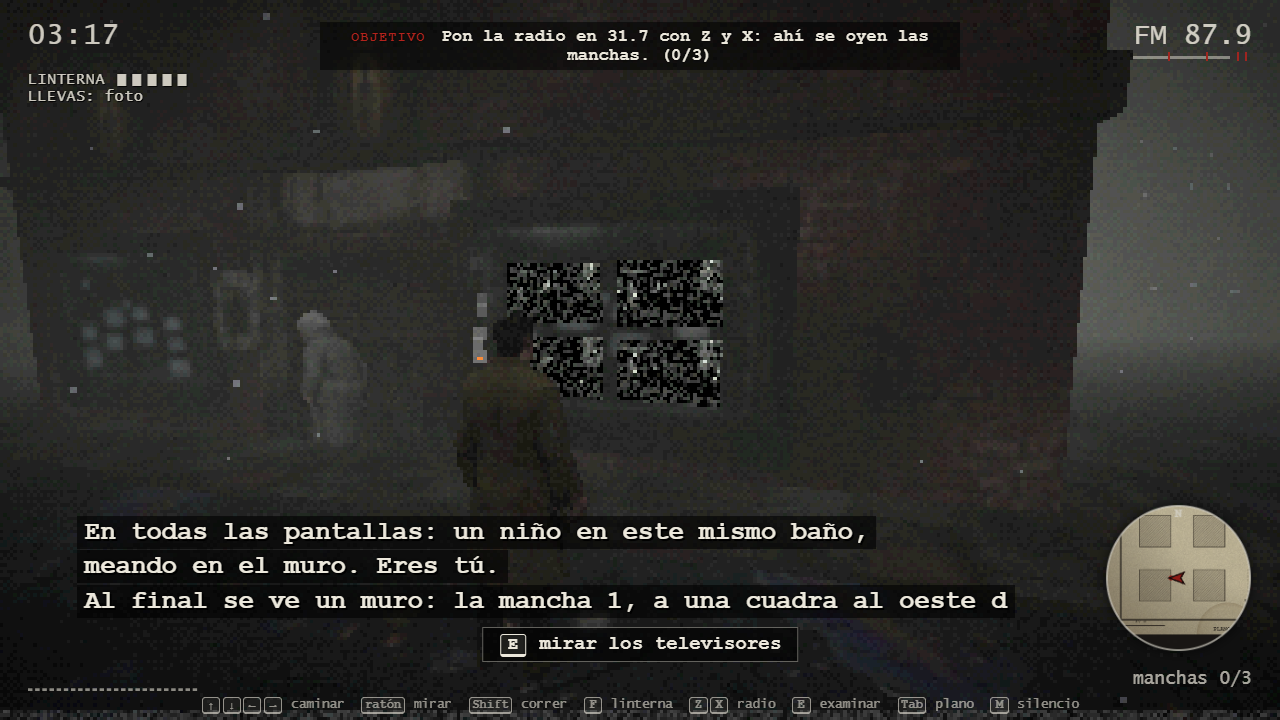 03:17
OBJETIVO Pon la radio en 31.7 con Z y X: ahí se oyen las
manchas. (0/3)
FM 87.9
LINTERNA
LLEVAS: foto
En todas las pantallas: un niño en este mismo baño,
meando en el muro. Eres tú.
Al final se ve un muro: la mancha 1, a una cuadra al oeste d
E mirar los televisores
manchas 0/3
↑ ↓ ← → caminar ratón mirar Shift correr F linterna Z X radio E examinar Tab plano M silencio